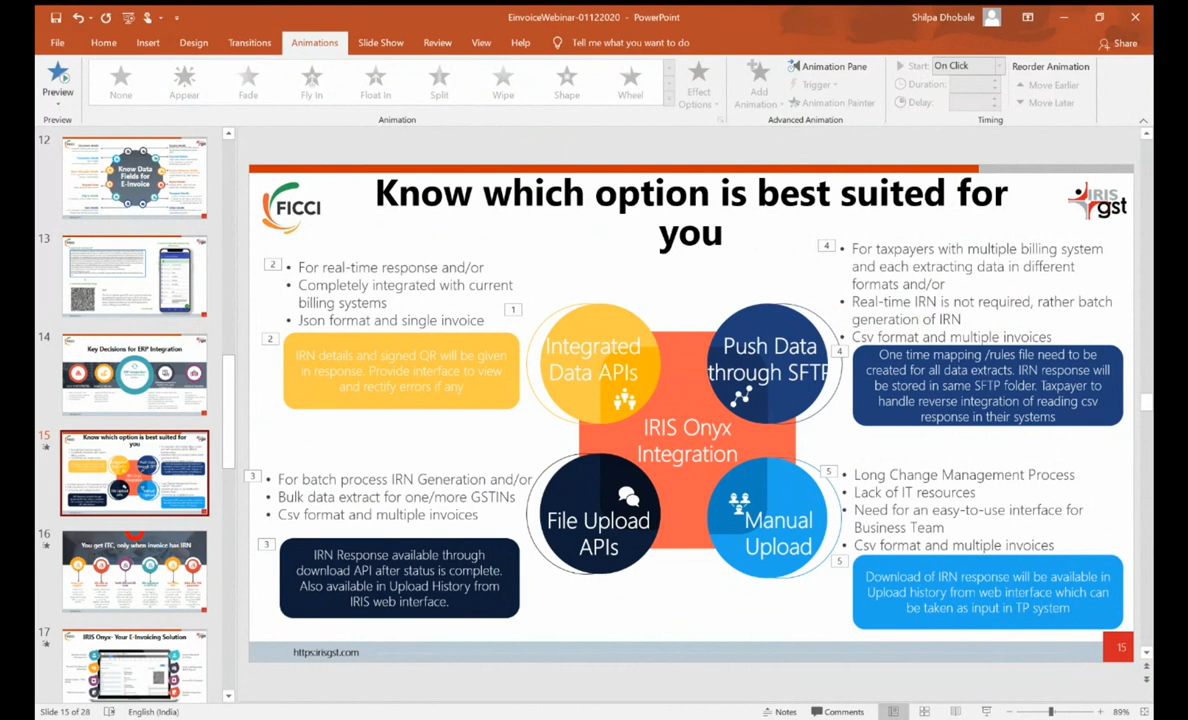 EinvoiceWebinar-01122020 - PowerPoint
Shilpa Dhobale
File Home Insert Design Transitions Animations Slide Show Review View Help Tell me what you want to do
Share
Preview
None Appear Fade Fly In Float In Split Wipe Shape Wheel
Effect
Options
Add
Animation
Animation Pane
Trigger
Animation Painter
Start: On Click
Duration:
Delay:
Reorder Animation
Move Earlier
Move Later
Preview Animation Advanced Animation Timing
12
Know Data
Fields for
E-Invoice
13
14
Key Decisions for ERP Integration
15
Know which option is best suited for
you
16
You get ITC, only when invoice has IRN
17
IRIS Onyx- Your E-Invoicing Solution
FICCI
Know which option is best suited for
you
IRIS
gst
2
• For real-time response and/or
• Completely integrated with current
billing systems
• Json format and single invoice
1
2
IRN details and signed QR will be given
in response. Provide interface to view
and rectify errors if any
4
• For taxpayers with multiple billing system
and each extracting data in different
formats and/or
• Real-time IRN is not required, rather batch
generation of IRN
• Csv format and multiple invoices
4
One time mapping /rules file need to be
created for all data extracts. IRN response will
be stored in same SFTP folder. Taxpayer to
handle reverse integration of reading csv
response in their systems
Integrated
Data APIs
Push Data
through SFTP
IRIS Onyx
Integration
File Upload
APIs
Manual
Upload
3
• For batch process IRN Generation and/or
• Bulk data extract for one/more GSTINs
• Csv format and multiple invoices
3
IRN Response available through
download API after status is complete.
Also available in Upload History from
IRIS web interface.
5
• Long Change Management Process
• Lack of IT resources
• Need for an easy-to-use interface for
Business Team
• Csv format and multiple invoices
5
Download of IRN response will be available in
Upload history from web interface which can
be taken as input in TP system
https:irisgst.com
15
Slide 15 of 28 English (India) Notes Comments 89%